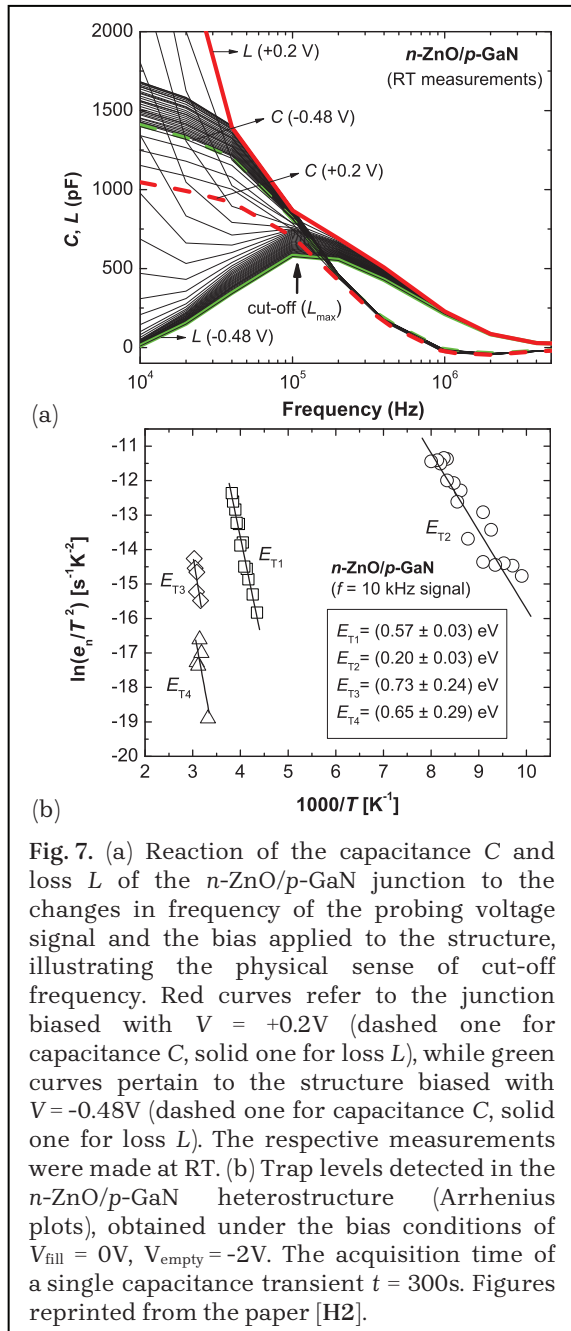 2000
1500
1000
500
0
C, L (pF)
L (+0.2 V)
n-ZnO/p-GaN
(RT measurements)
C (-0.48 V)
C (+0.2 V)
cut-off (Lmax)
L (-0.48 V)
10^4
10^5
10^6
Frequency (Hz)
(a)
-11
-12
-13
-14
-15
-16
-17
-18
-19
-20
ln(en/T^2) [s^-1K^-2]
ET1
ET2
ET3
ET4
n-ZnO/p-GaN
(f = 10 kHz signal)
ET1= (0.57 ± 0.03) eV
ET2= (0.20 ± 0.03) eV
ET3= (0.73 ± 0.24) eV
ET4= (0.65 ± 0.29) eV
2 3 4 5 6 7 8 9 10
1000/T [K^-1]
(b)
Fig. 7. (a) Reaction of the capacitance C and
loss L of the n-ZnO/p-GaN junction to the
changes in frequency of the probing voltage
signal and the bias applied to the structure,
illustrating the physical sense of cut-off
frequency. Red curves refer to the junction
biased with V = +0.2V (dashed one for
capacitance C, solid one for loss L), while green
curves pertain to the structure biased with
V = -0.48V (dashed one for capacitance C, solid
one for loss L). The respective measurements
were made at RT. (b) Trap levels detected in the
n-ZnO/p-GaN heterostructure (Arrhenius
plots), obtained under the bias conditions of
Vfill = 0V, Vempty = -2V. The acquisition time of
a single capacitance transient t = 300s. Figures
reprinted from the paper [H2].